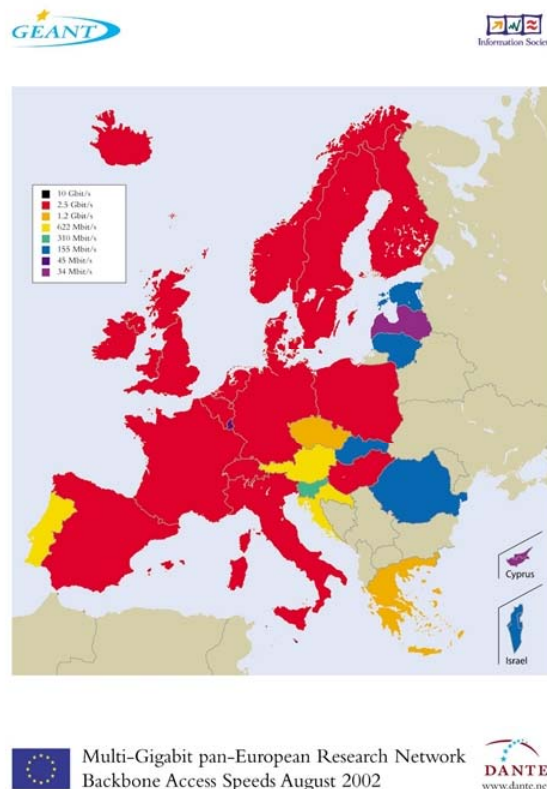 GEANT
10 Gbit/s
2.5 Gbit/s
1.2 Gbit/s
622 Mbit/s
310 Mbit/s
155 Mbit/s
45 Mbit/s
34 Mbit/s
Cyprus
Israel
Multi-Gigabit pan-European Research Network
Backbone Access Speeds August 2002
DANTE
Information